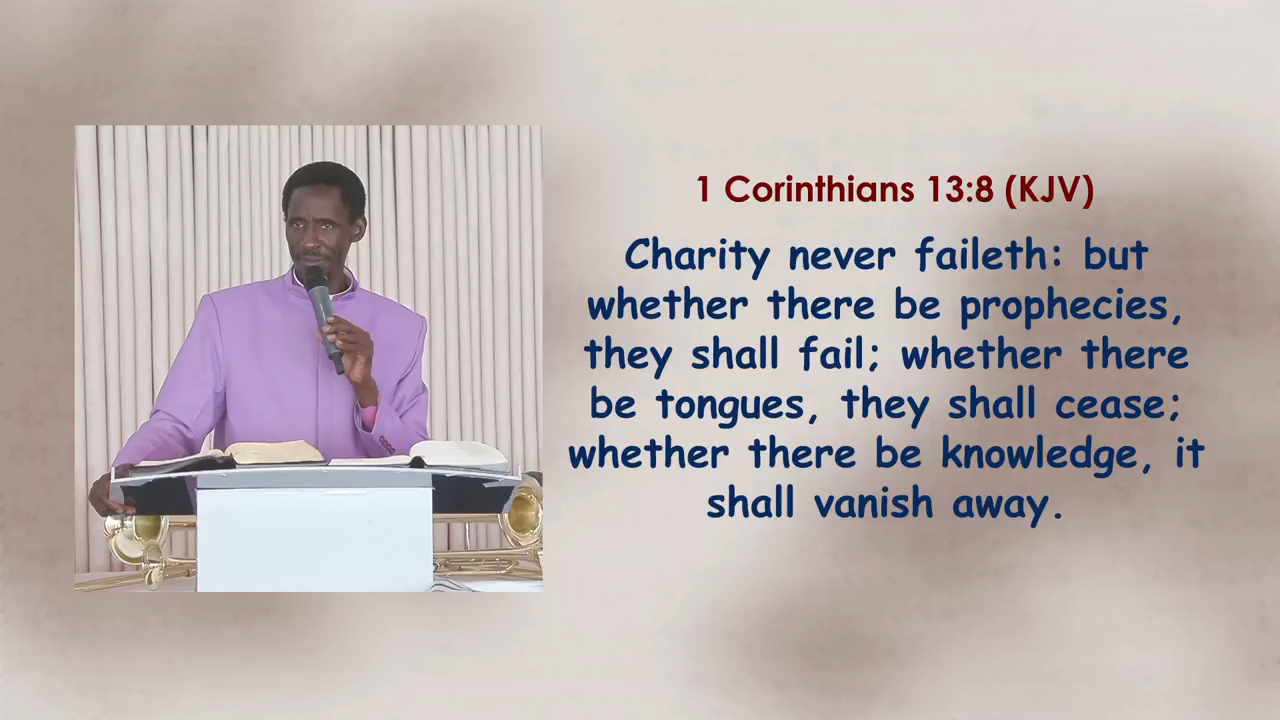 1 Corinthians 13:8 (KJV)
Charity never faileth: but
whether there be prophecies,
they shall fail; whether there
be tongues, they shall cease;
whether there be knowledge, it
shall vanish away.